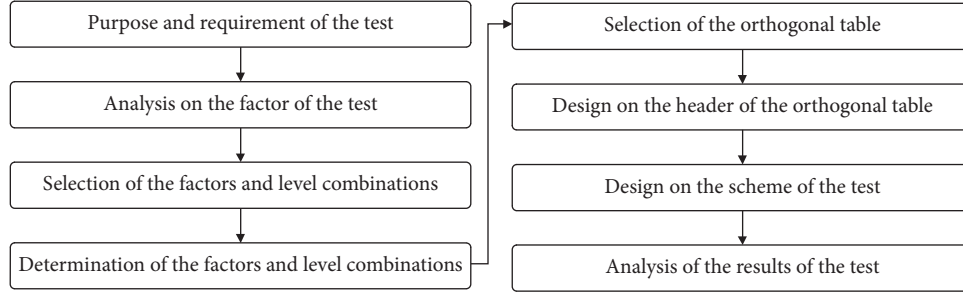 Purpose and requirement of the test
Analysis on the factor of the test
Selection of the factors and level combinations
Determination of the factors and level combinations
Selection of the orthogonal table
Design on the header of the orthogonal table
Design on the scheme of the test
Analysis of the results of the test